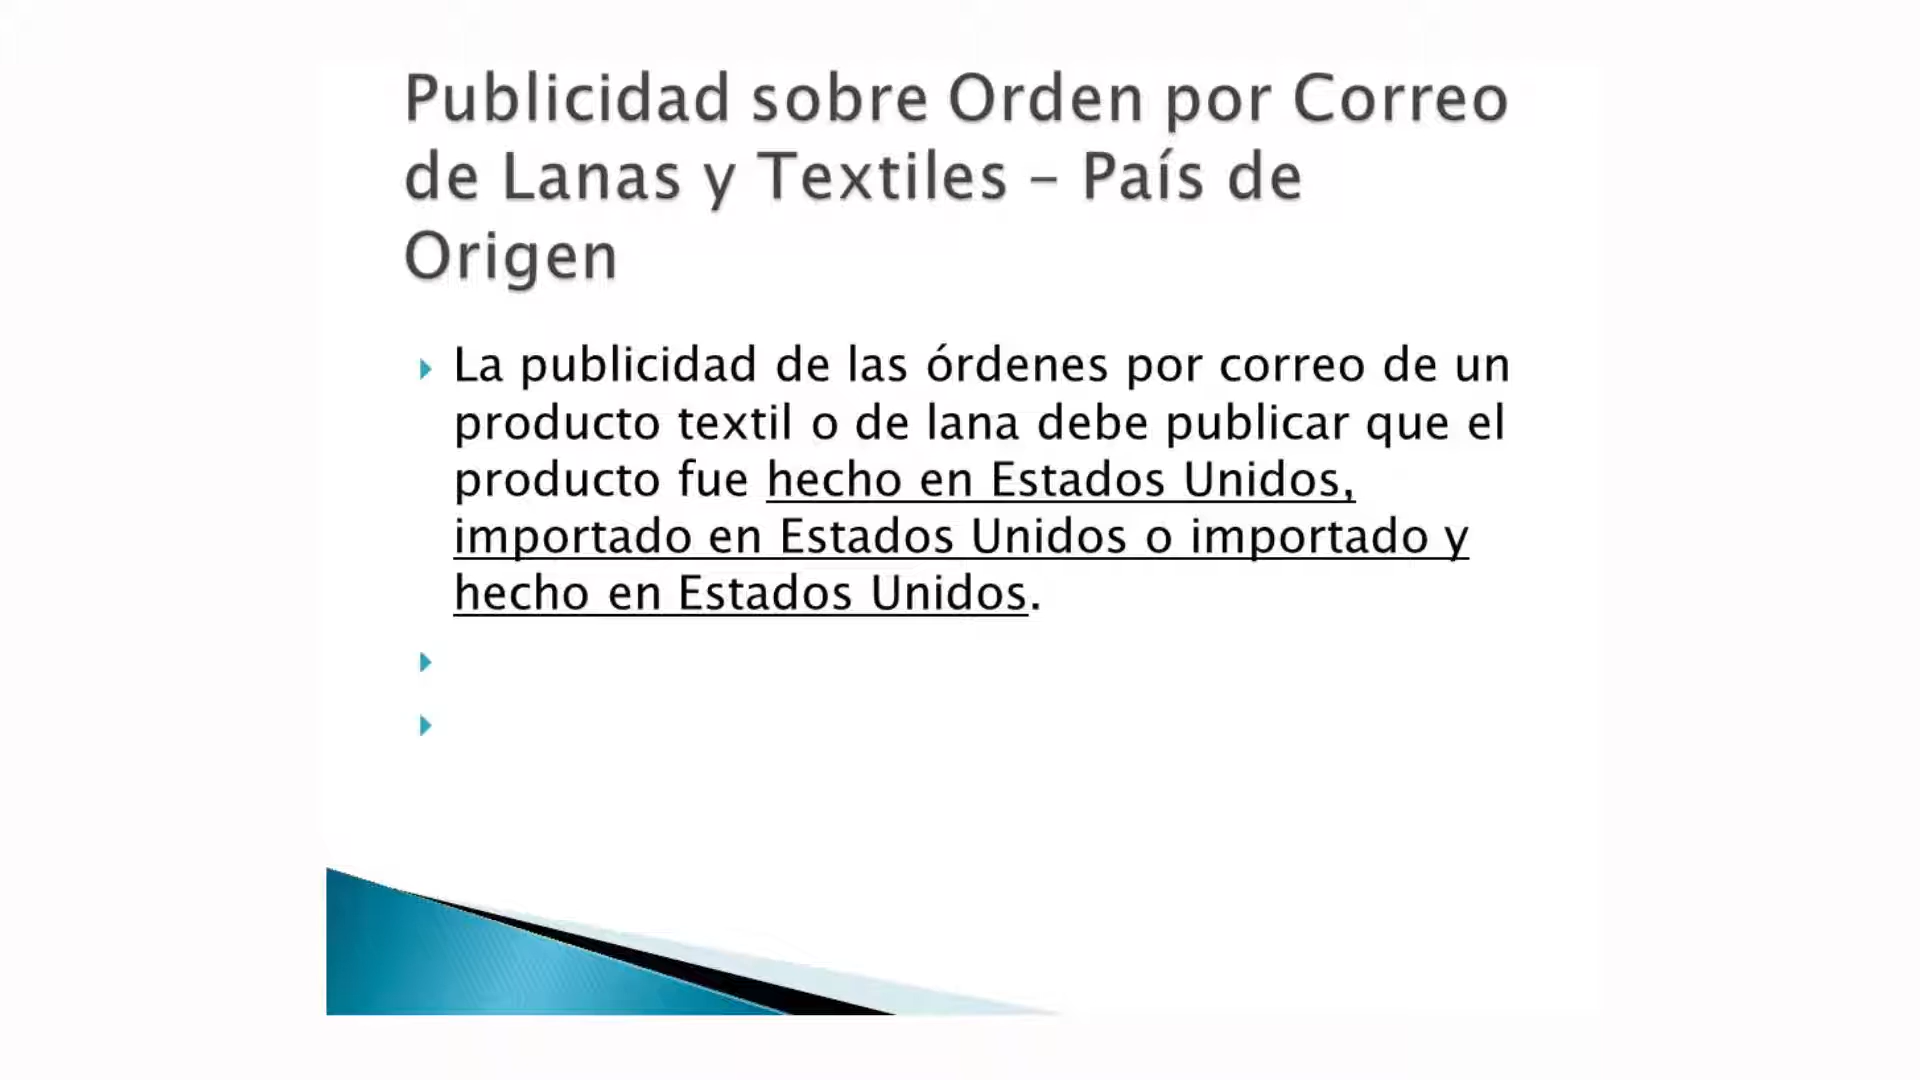 Publicidad sobre Orden por Correo
de Lanas y Textiles – País de
Origen
La publicidad de las órdenes por correo de un
producto textil o de lana debe publicar que el
producto fue hecho en Estados Unidos,
importado en Estados Unidos o importado y
hecho en Estados Unidos.